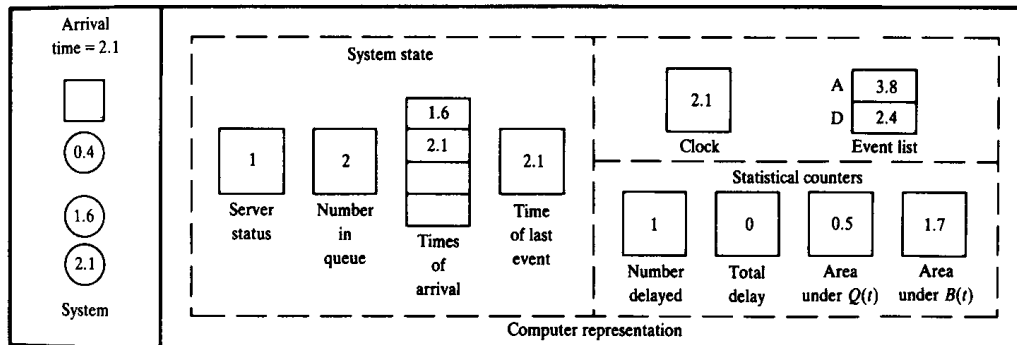 Arrival
time = 2.1
0.4
1.6
2.1
System
System state
1
Server
status
2
Number
in
queue
1.6
2.1
Times
of
arrival
2.1
Time
of last
event
2.1
Clock
A 3.8
D 2.4
Event list
Statistical counters
1
Number
delayed
0
Total
delay
0.5
Area
under Q(t)
1.7
Area
under B(t)
Computer representation